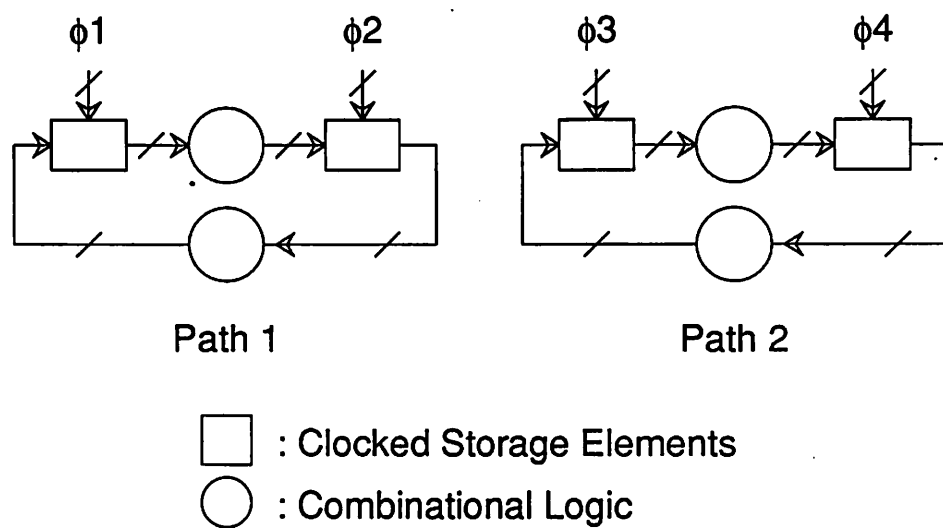 ϕ1 ϕ2 ϕ3 ϕ4
Path 1 Path 2
: Clocked Storage Elements
: Combinational Logic